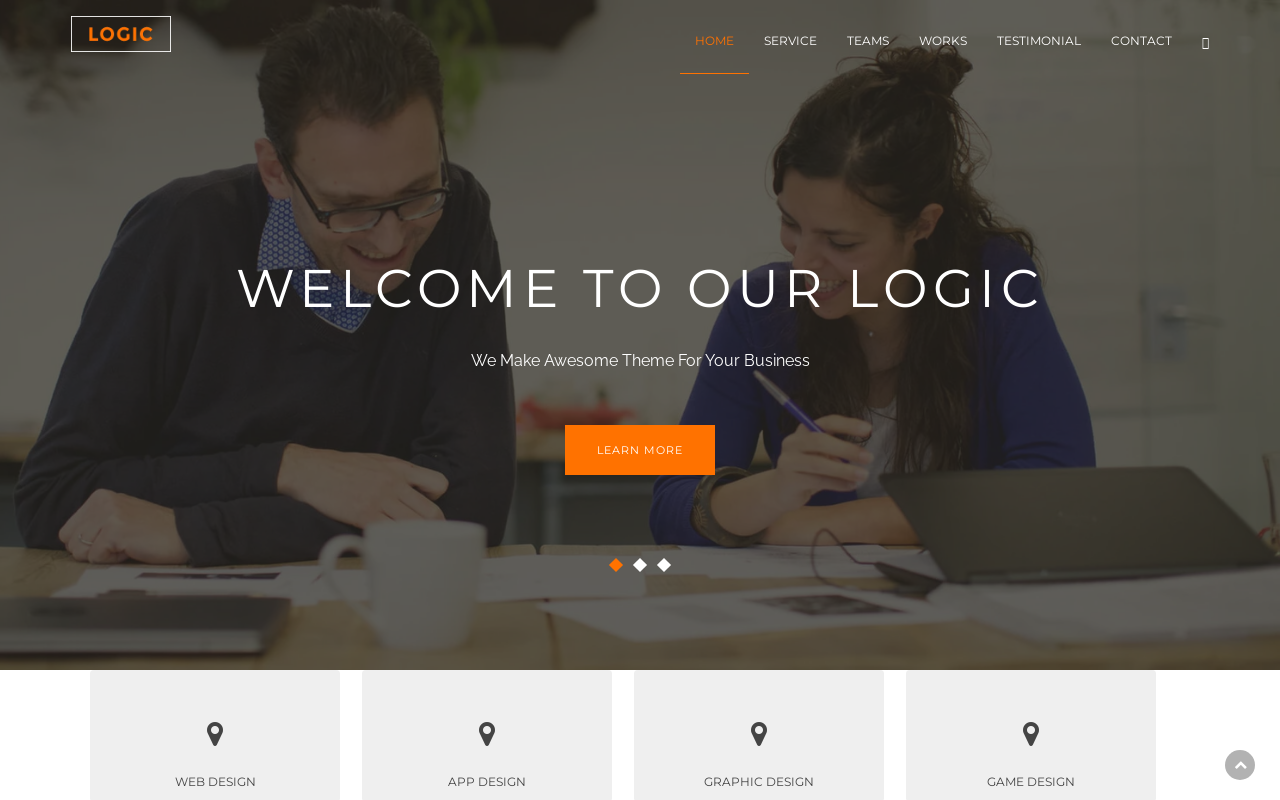 LOGIC
HOME
SERVICE
TEAMS
WORKS
TESTIMONIAL
CONTACT
WELCOME TO OUR LOGIC
We Make Awesome Theme For Your Business
LEARN MORE
WEB DESIGN
APP DESIGN
GRAPHIC DESIGN
GAME DESIGN